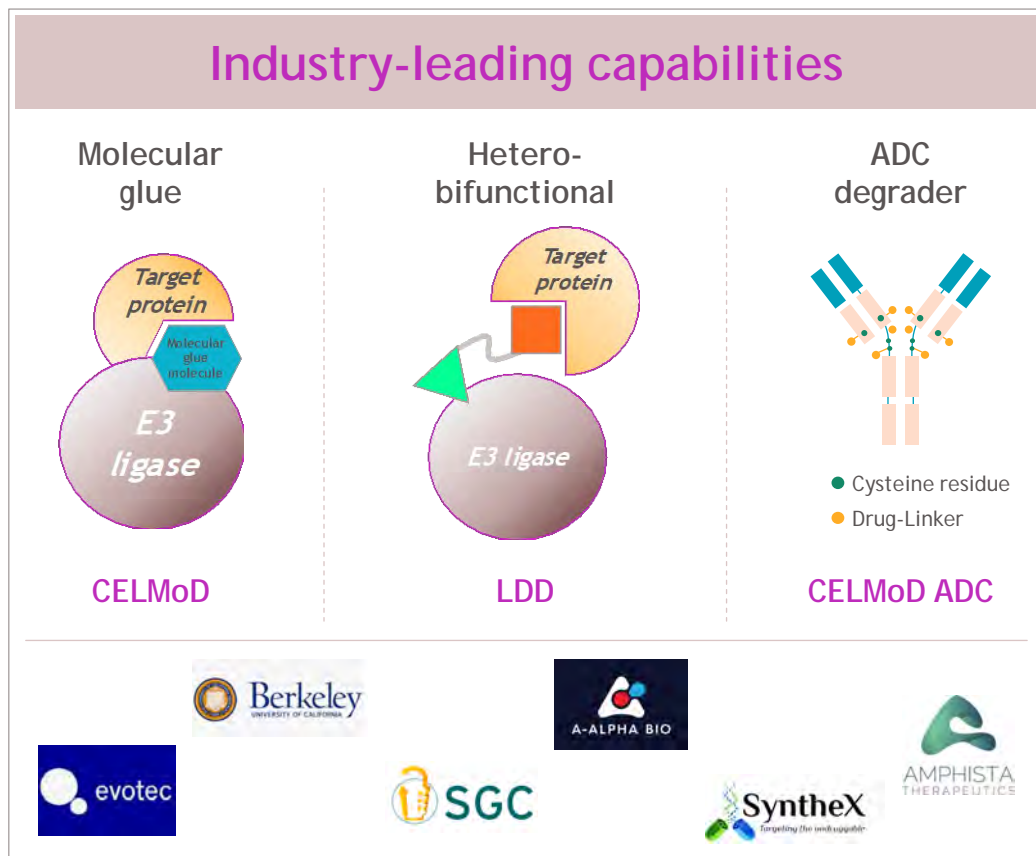 Industry-leading capabilities
Molecular
glue
Target
protein
Molecular
glue
molecule
E3
ligase
CELMoD
Hetero-
bifunctional
Target
protein
E3 ligase
LDD
ADC
degrader
Cysteine residue
Drug-Linker
CELMoD ADC
evotec
Berkeley
UNIVERSITY OF CALIFORNIA
SGC
A-ALPHA BIO
SyntheX
Targeting the undruggable
AMPHISTA
THERAPEUTICS